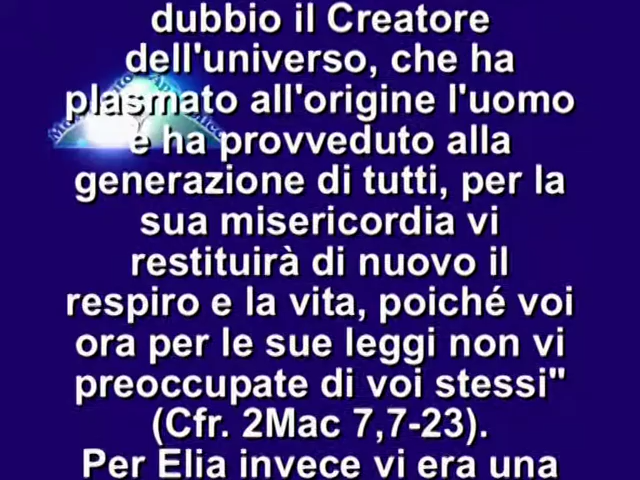 dubbio il Creatore
dell'universo, che ha
plasmato all'origine l'uomo
e ha provveduto alla
generazione di tutti, per la
sua misericordia vi
restituirà di nuovo il
respiro e la vita, poiché voi
ora per le sue leggi non vi
preoccupate di voi stessi"
(Cfr. 2Mac 7,7-23).
Per Elia invece vi era una